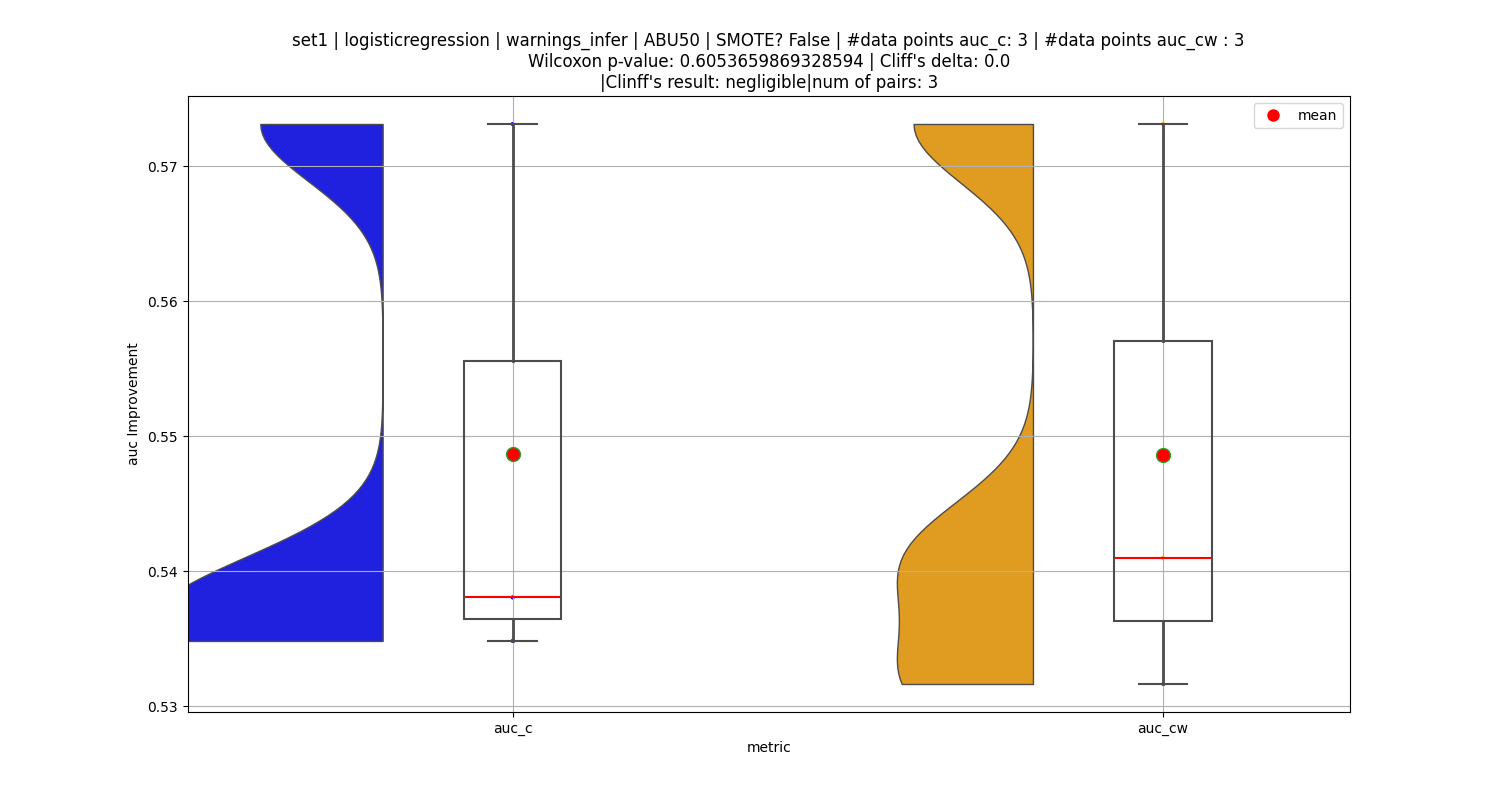 set1 | logisticregression | warnings_infer | ABU50 | SMOTE? False | #data points auc_c: 3 | #data points auc_cw : 3
Wilcoxon p-value: 0.6053659869328594 | Cliff's delta: 0.0
|Clinff's result: negligible|num of pairs: 3
mean
0.57
0.56
0.55
0.54
0.53
auc Improvement
auc_c
auc_cw
metric